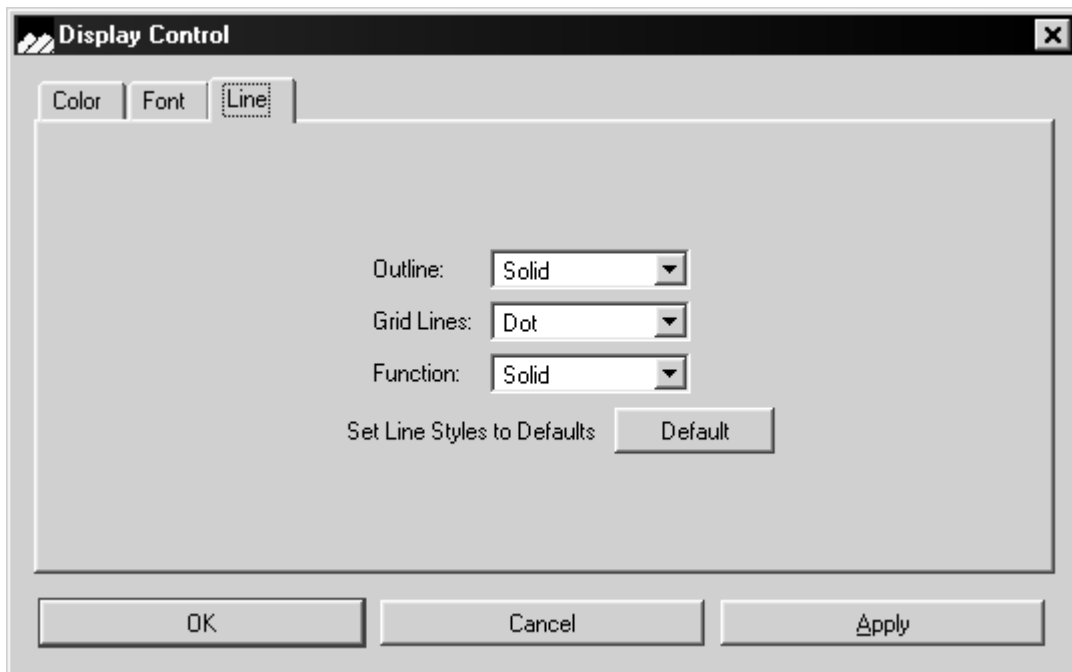 Display Control
Color Font Line
Outline: Solid
Grid Lines: Dot
Function: Solid
Set Line Styles to Defaults Default
OK Cancel Apply